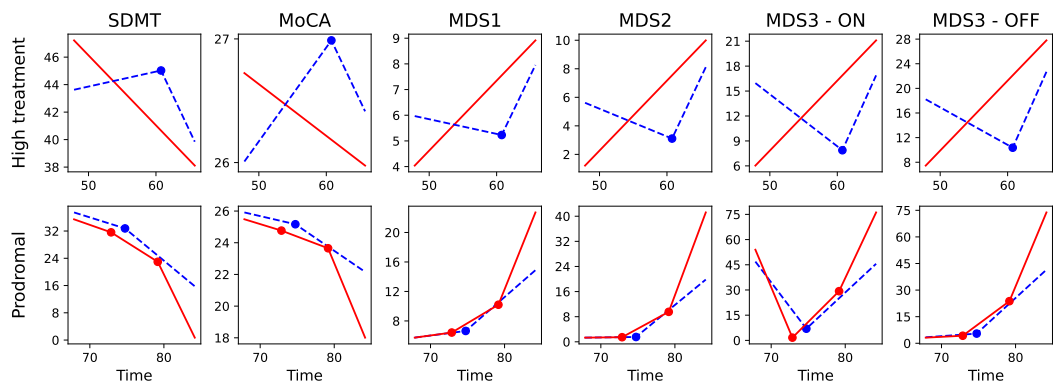 SDMT MoCA MDS1 MDS2 MDS3 - ON MDS3 - OFF
High treatment
46 44 42 40 38
50 60
27 26
50 60
9 8 7 6 5 4
50 60
10 8 6 4 2
50 60
21 18 15 12 9 6
50 60
28 24 20 16 12 8
50 60
Prodromal
32 24 16 8 0
70 80
26 24 22 20 18
70 80
20 16 12 8
70 80
40 32 24 16 8 0
70 80
75 60 45 30 15 0
70 80
75 60 45 30 15 0
70 80
Time Time Time Time Time Time